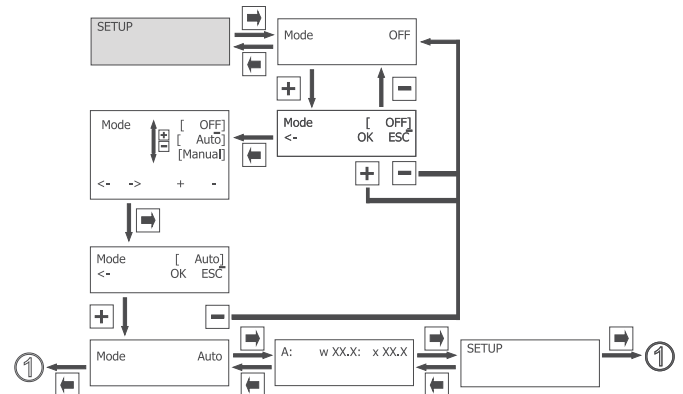 SETUP
Mode OFF
+ -
Mode [ OFF]
<- OK ESC
Mode + [ OFF]
- [ Auto]
[Manual]
<- -> + -
+ -
Mode [ Auto]
<- OK ESC
+ -
1 Mode Auto
A: w XX.X: x XX.X
SETUP
1